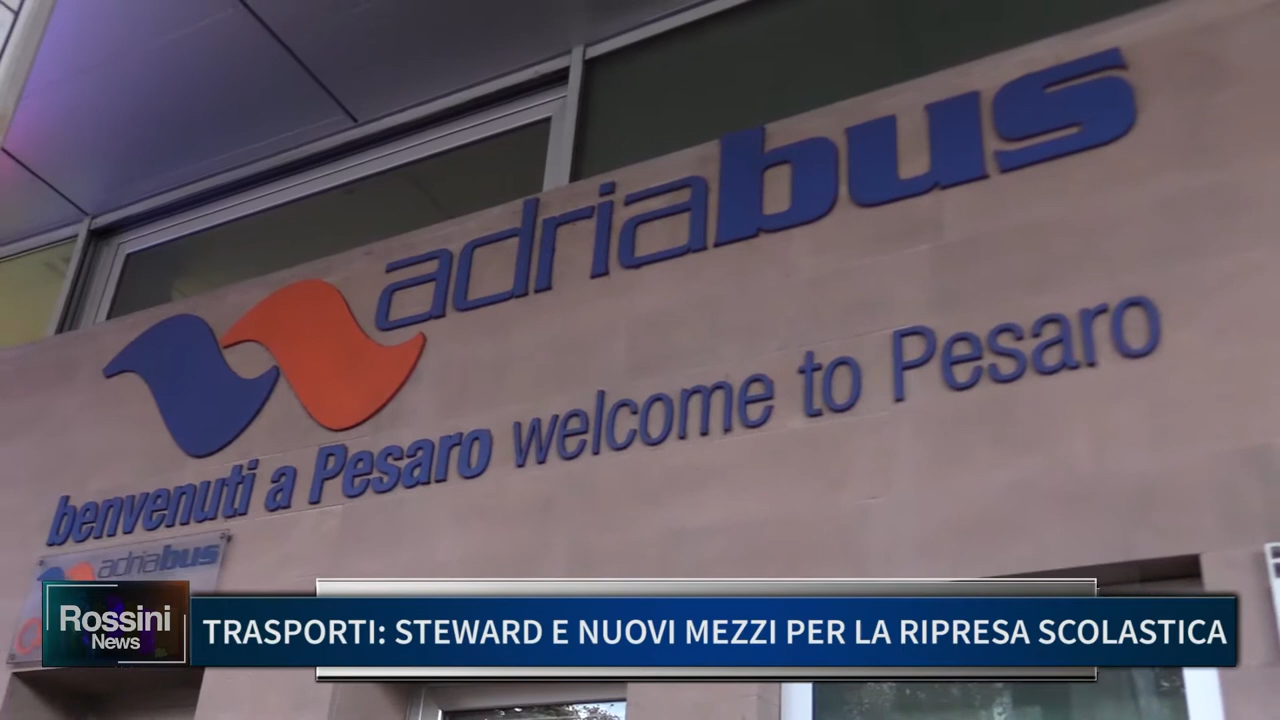 adriabus
benvenuti a Pesaro welcome to Pesaro
adriabus
Rossini
News
TRASPORTI: STEWARD E NUOVI MEZZI PER LA RIPRESA SCOLASTICA